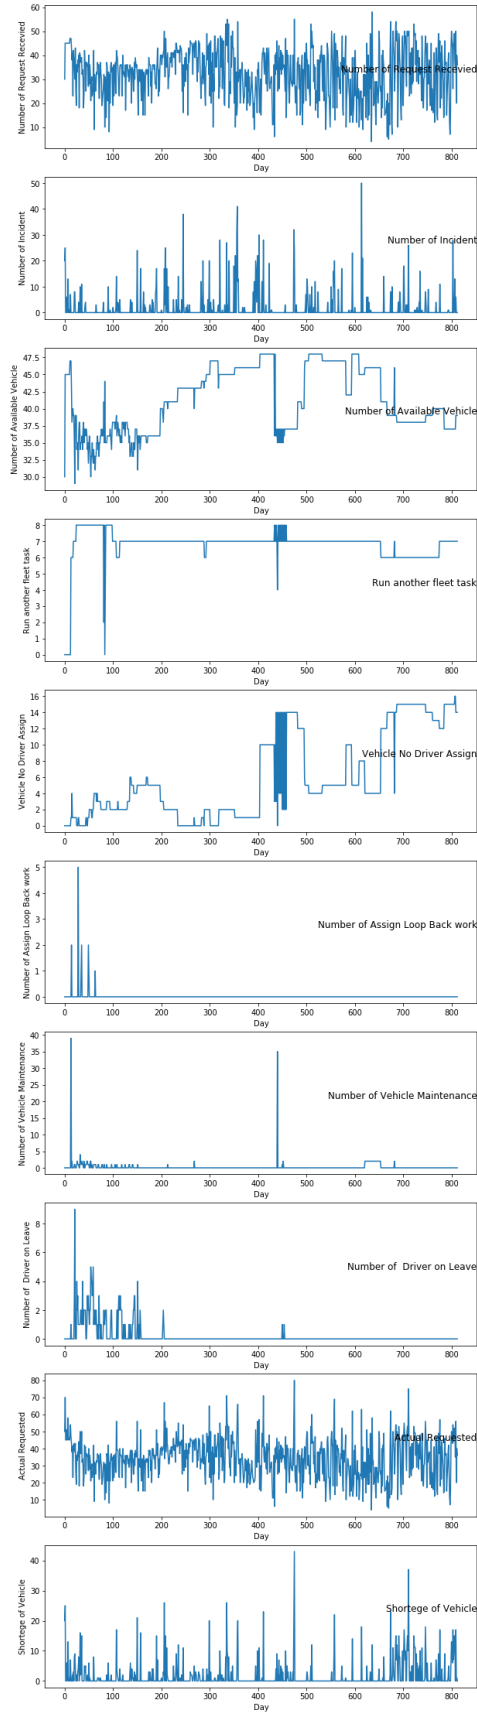 60
50
40
30
20
10
Number of Request Recevied
Number of Request Recevied
0 100 200 300 400 500 600 700 800
Day
50
40
30
20
10
0
Number of Incident
Number of Incident
0 100 200 300 400 500 600 700 800
Day
47.5
45.0
42.5
40.0
37.5
35.0
32.5
30.0
Number of Available Vehicle
Number of Available Vehicle
0 100 200 300 400 500 600 700 800
Day
8
7
6
5
4
3
2
1
0
Run another fleet task
Run another fleet task
0 100 200 300 400 500 600 700 800
Day
16
14
12
10
8
6
4
2
0
Vehicle No Driver Assign
Vehicle No Driver Assign
0 100 200 300 400 500 600 700 800
Day
5
4
3
2
1
0
Number of Assign Loop Back work
Number of Assign Loop Back work
0 100 200 300 400 500 600 700 800
Day
40
35
30
25
20
15
10
5
0
Number of Vehicle Maintenance
Number of Vehicle Maintenance
0 100 200 300 400 500 600 700 800
Day
8
6
4
2
0
Number of  Driver on Leave
Number of  Driver on Leave
0 100 200 300 400 500 600 700 800
Day
80
70
60
50
40
30
20
10
Actual Requested
Actual Requested
0 100 200 300 400 500 600 700 800
Day
40
30
20
10
0
Shortege of Vehicle
Shortege of Vehicle
0 100 200 300 400 500 600 700 800
Day